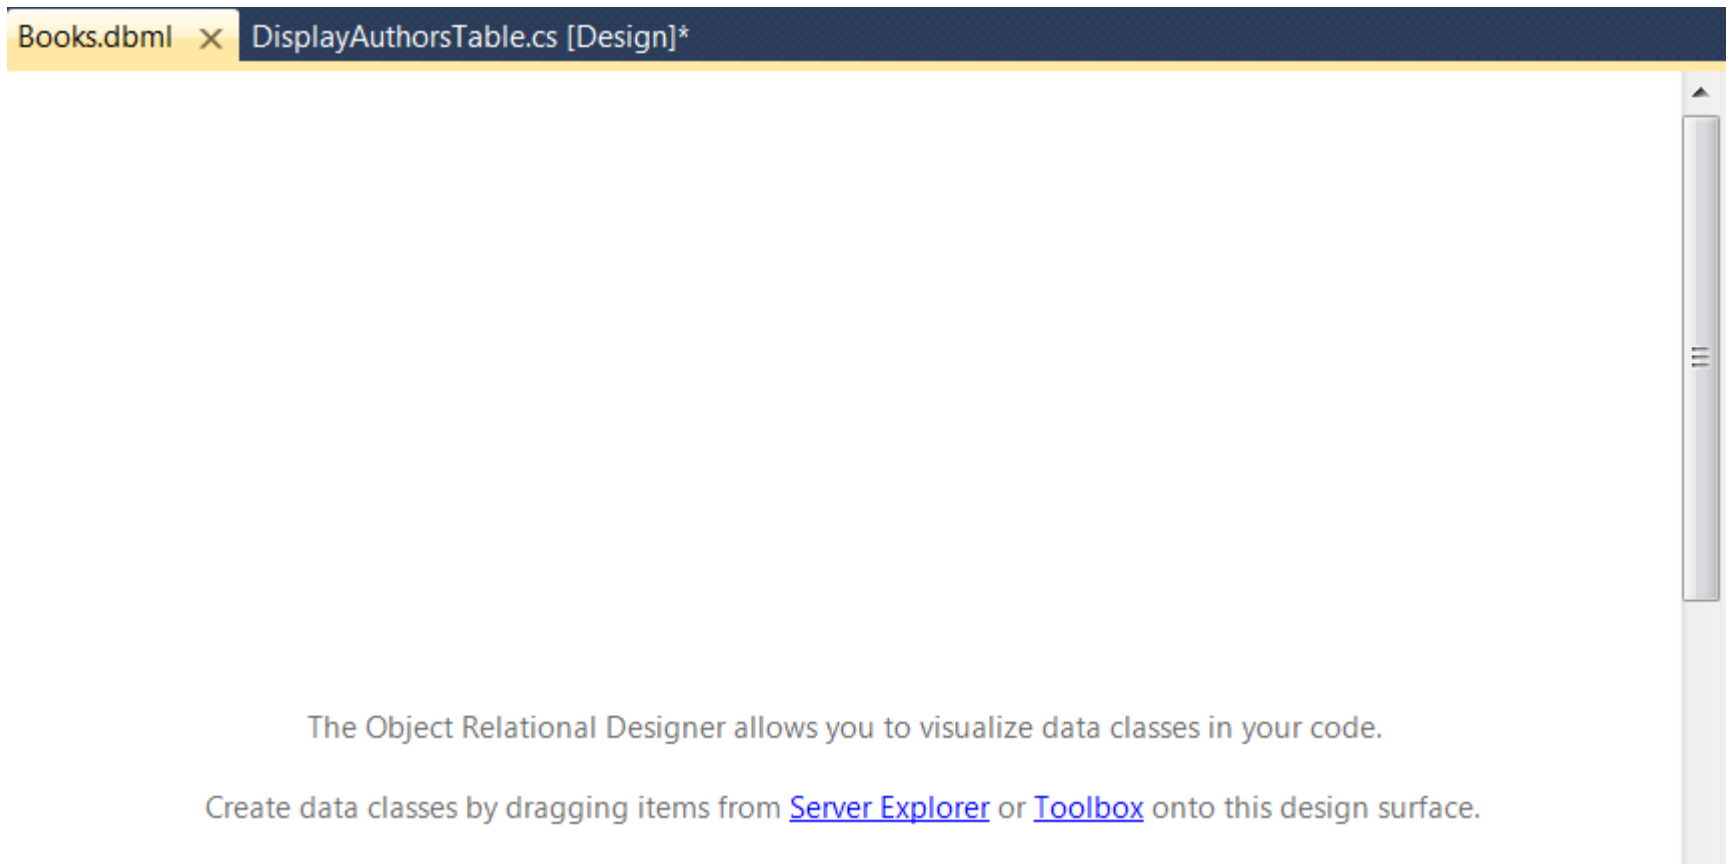 Books.dbml DisplayAuthorsTable.cs [Design]*
The Object Relational Designer allows you to visualize data classes in your code.
Create data classes by dragging items from Server Explorer or Toolbox onto this design surface.